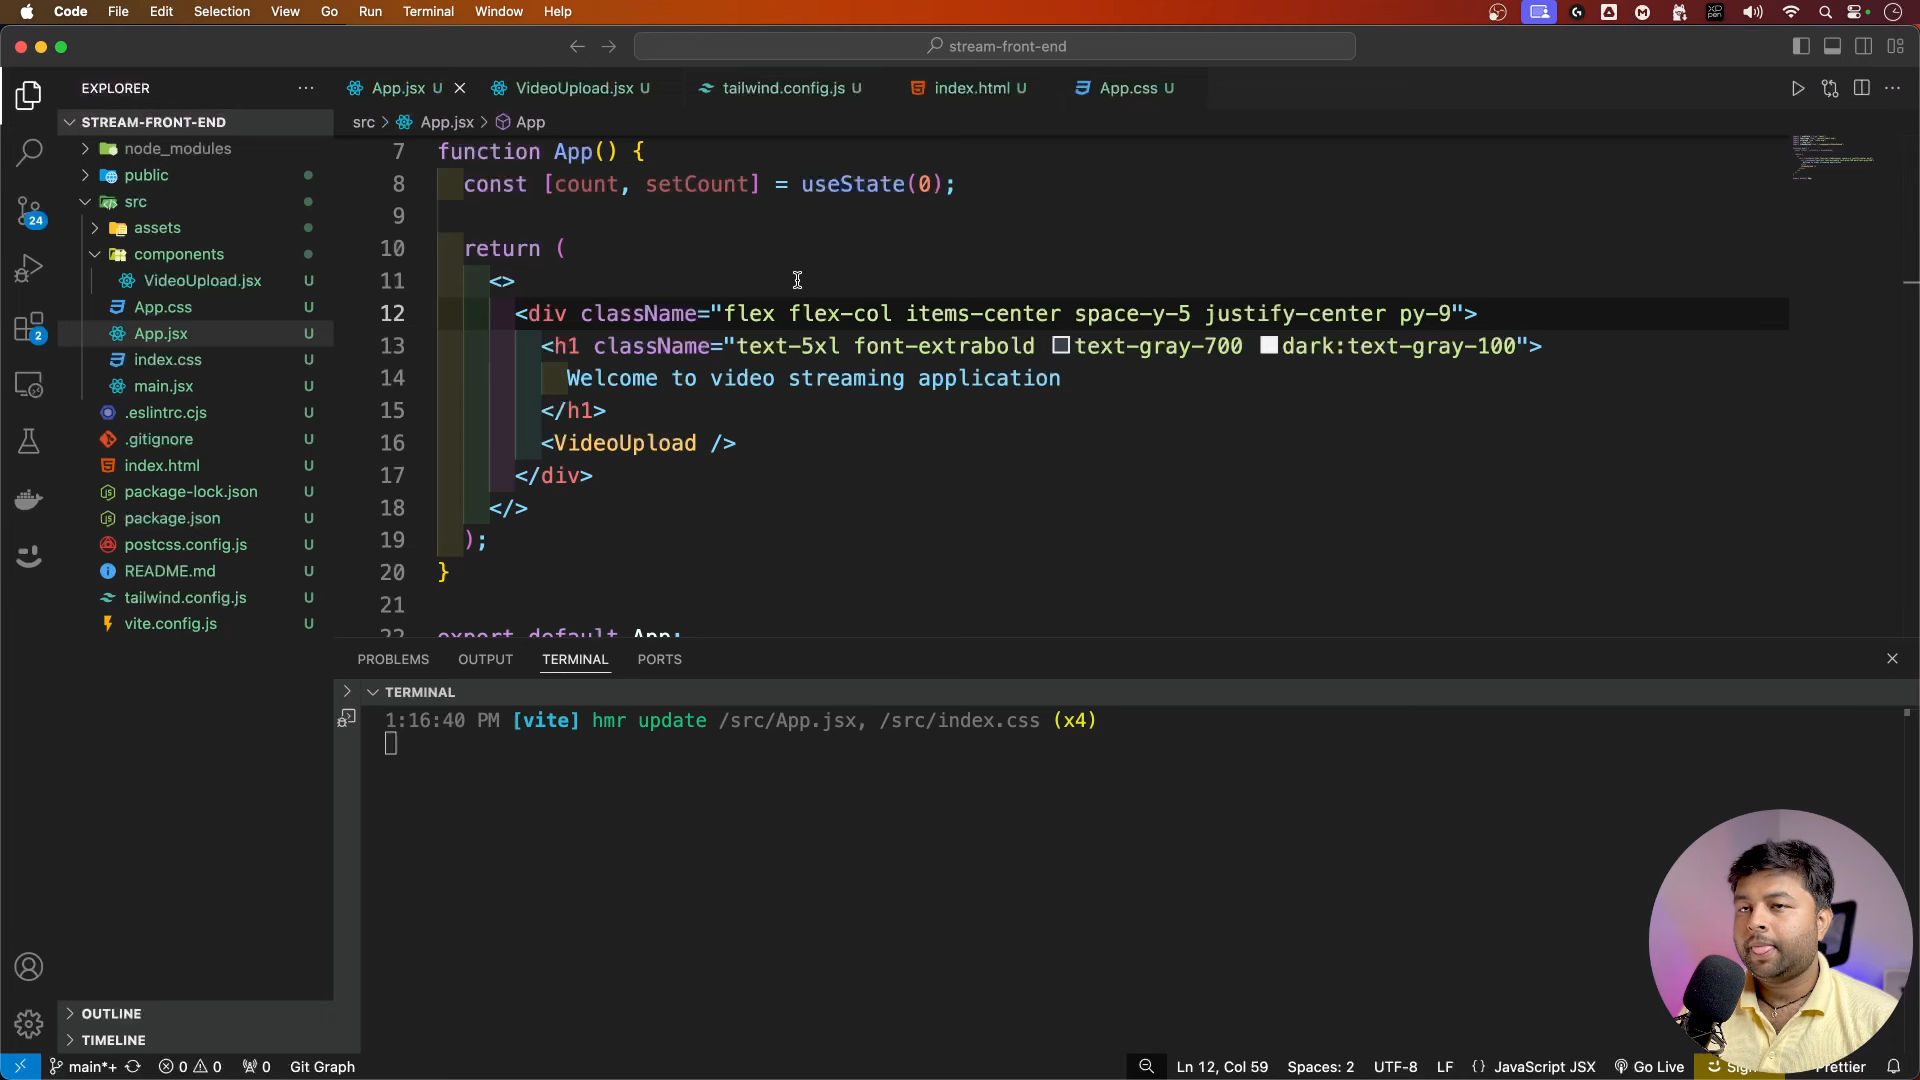 Code File Edit Selection View Go Run Terminal Window Help
stream-front-end
EXPLORER
App.jsx U
VideoUpload.jsx U
tailwind.config.js U
index.html U
App.css U
STREAM-FRONT-END
src > App.jsx > App
node_modules
public
src
assets
components
VideoUpload.jsx U
App.css U
App.jsx U
index.css U
main.jsx U
.eslintrc.cjs U
.gitignore U
index.html U
package-lock.json U
package.json U
postcss.config.js U
README.md U
tailwind.config.js U
vite.config.js U
24
2
7 function App() {
8 const [count, setCount] = useState(0);
9
10 return (
11 <>
12 <div className="flex flex-col items-center space-y-5 justify-center py-9">
13 <h1 className="text-5xl font-extrabold text-gray-700 dark:text-gray-100">
14 Welcome to video streaming application
15 </h1>
16 <VideoUpload />
17 </div>
18 </>
19 );
20 }
21
22 export default App;
PROBLEMS OUTPUT TERMINAL PORTS
TERMINAL
1:16:40 PM [vite] hmr update /src/App.jsx, /src/index.css (x4)
OUTLINE
TIMELINE
main*+ 0 0 0 Git Graph
Ln 12, Col 59 Spaces: 2 UTF-8 LF {} JavaScript JSX Go Live